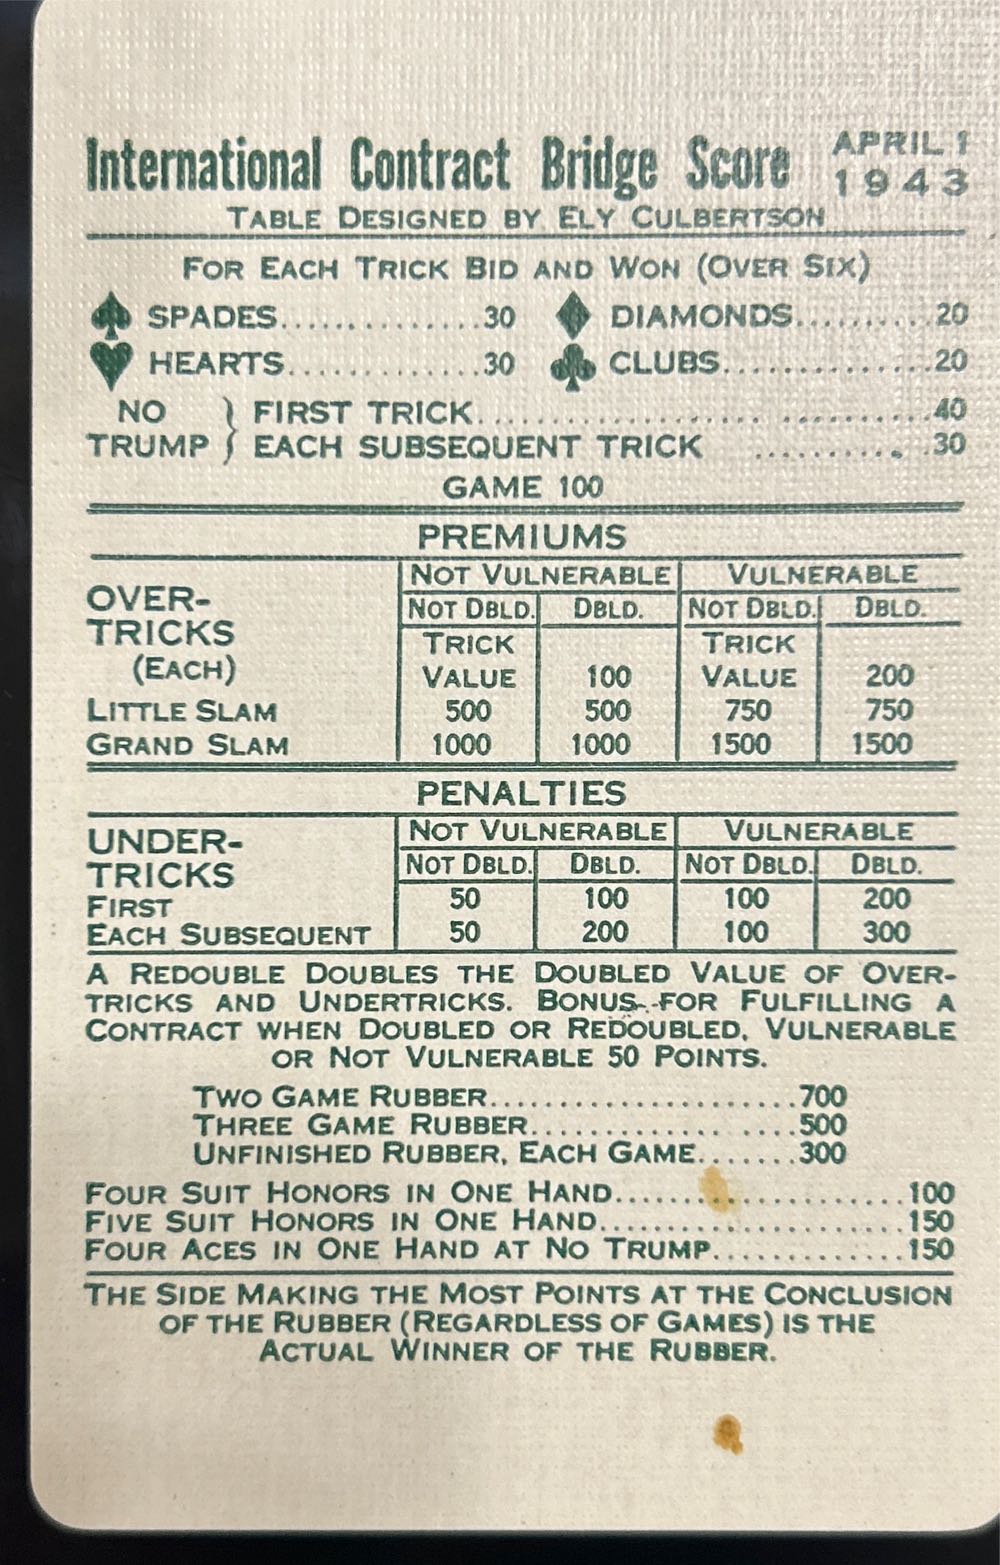 International Contract Bridge Score APRIL 1
1943
TABLE DESIGNED BY ELY CULBERTSON
FOR EACH TRICK BID AND WON (OVER SIX)
SPADES..............30 DIAMONDS..........20
HEARTS..............30 CLUBS...............20
NO } FIRST TRICK................................40
TRUMP } EACH SUBSEQUENT TRICK ...........30
GAME 100
PREMIUMS
NOT VULNERABLE VULNERABLE
OVER- NOT DBLD. DBLD. NOT DBLD. DBLD.
TRICKS TRICK TRICK
(EACH) VALUE 100 VALUE 200
LITTLE SLAM 500 500 750 750
GRAND SLAM 1000 1000 1500 1500
PENALTIES
NOT VULNERABLE VULNERABLE
UNDER- NOT DBLD. DBLD. NOT DBLD. DBLD.
TRICKS
FIRST 50 100 100 200
EACH SUBSEQUENT 50 200 100 300
A REDOUBLE DOUBLES THE DOUBLED VALUE OF OVER-
TRICKS AND UNDERTRICKS. BONUS FOR FULFILLING A
CONTRACT WHEN DOUBLED OR REDOUBLED, VULNERABLE
OR NOT VULNERABLE 50 POINTS.
TWO GAME RUBBER......................700
THREE GAME RUBBER...................500
UNFINISHED RUBBER, EACH GAME.......300
FOUR SUIT HONORS IN ONE HAND.....................100
FIVE SUIT HONORS IN ONE HAND......................150
FOUR ACES IN ONE HAND AT NO TRUMP..............150
THE SIDE MAKING THE MOST POINTS AT THE CONCLUSION
OF THE RUBBER (REGARDLESS OF GAMES) IS THE
ACTUAL WINNER OF THE RUBBER.